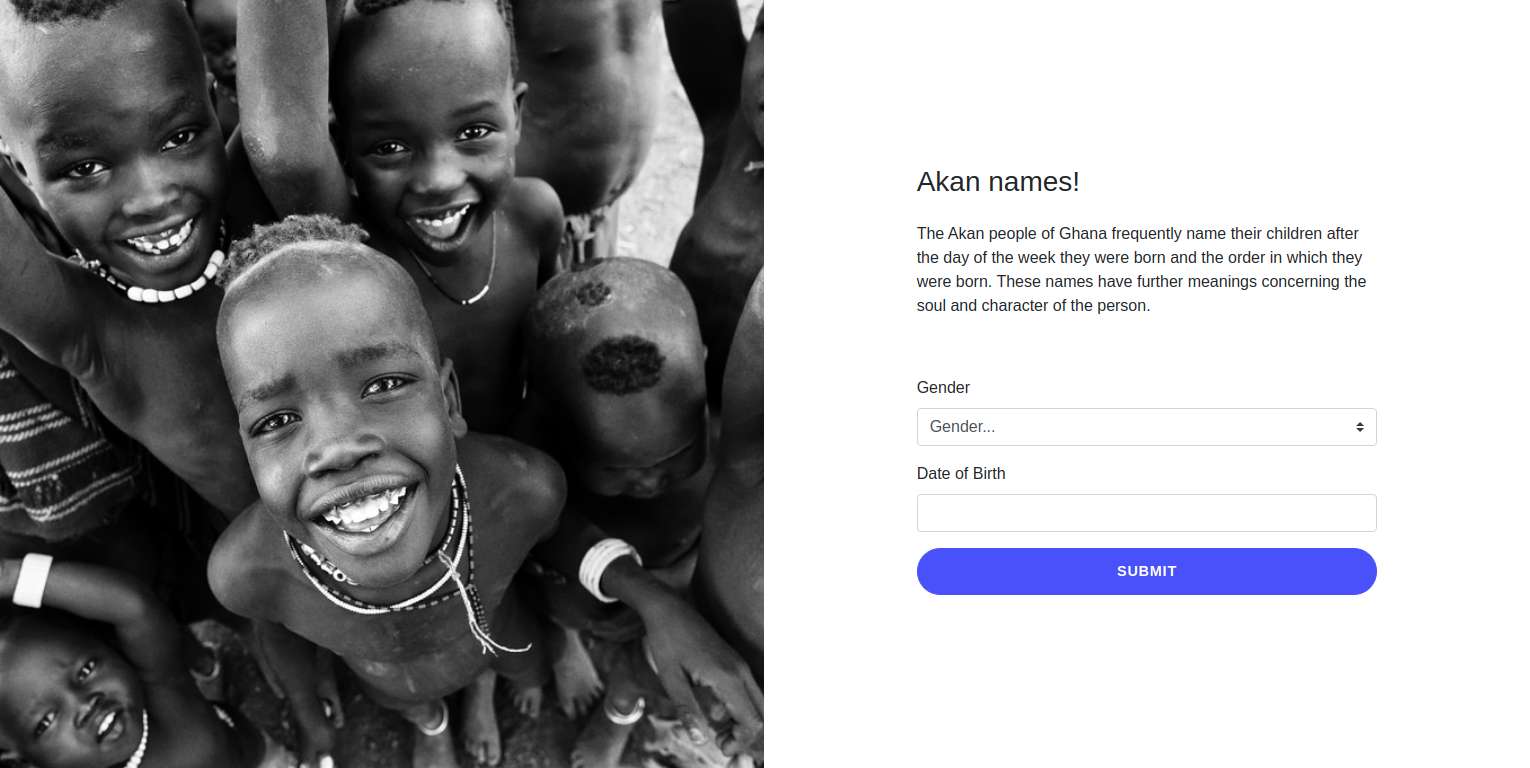 Akan names!
The Akan people of Ghana frequently name their children after
the day of the week they were born and the order in which they
were born. These names have further meanings concerning the
soul and character of the person.
Gender
Gender...
Date of Birth
SUBMIT